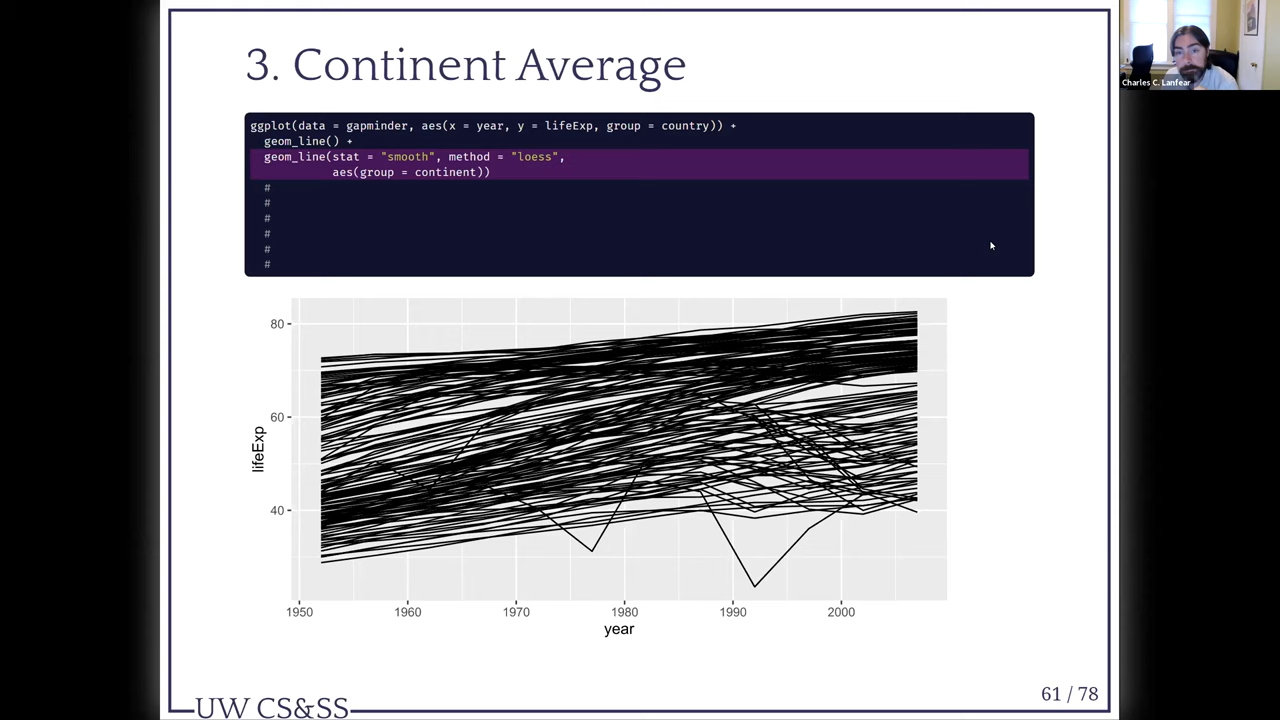 3. Continent Average
Charles C. Lanfear
ggplot(data = gapminder, aes(x = year, y = lifeExp, group = country)) +
geom_line() +
geom_line(stat = "smooth", method = "loess",
aes(group = continent))
#
#
#
#
#
#
80
60
40
lifeExp
1950 1960 1970 1980 1990 2000
year
61 / 78
UW CS&SS